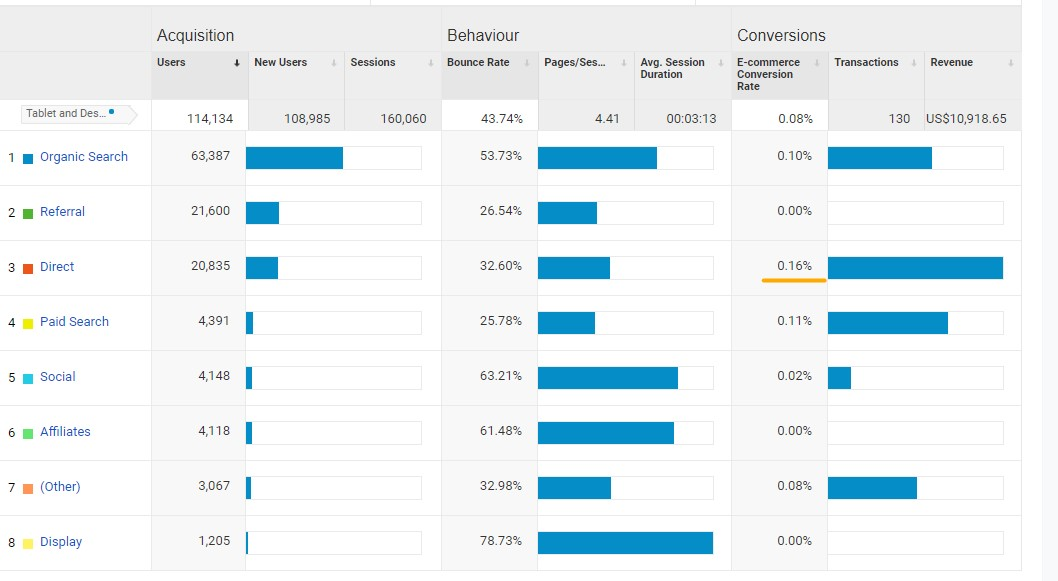 Acquisition Behaviour Conversions
Users New Users Sessions Bounce Rate Pages/Ses... Avg. Session Duration E-commerce Conversion Rate Transactions Revenue
Tablet and Des... 114,134 108,985 160,060 43.74% 4.41 00:03:13 0.08% 130 US$10,918.65
1 Organic Search 63,387 53.73% 0.10%
2 Referral 21,600 26.54% 0.00%
3 Direct 20,835 32.60% 0.16%
4 Paid Search 4,391 25.78% 0.11%
5 Social 4,148 63.21% 0.02%
6 Affiliates 4,118 61.48% 0.00%
7 (Other) 3,067 32.98% 0.08%
8 Display 1,205 78.73% 0.00%